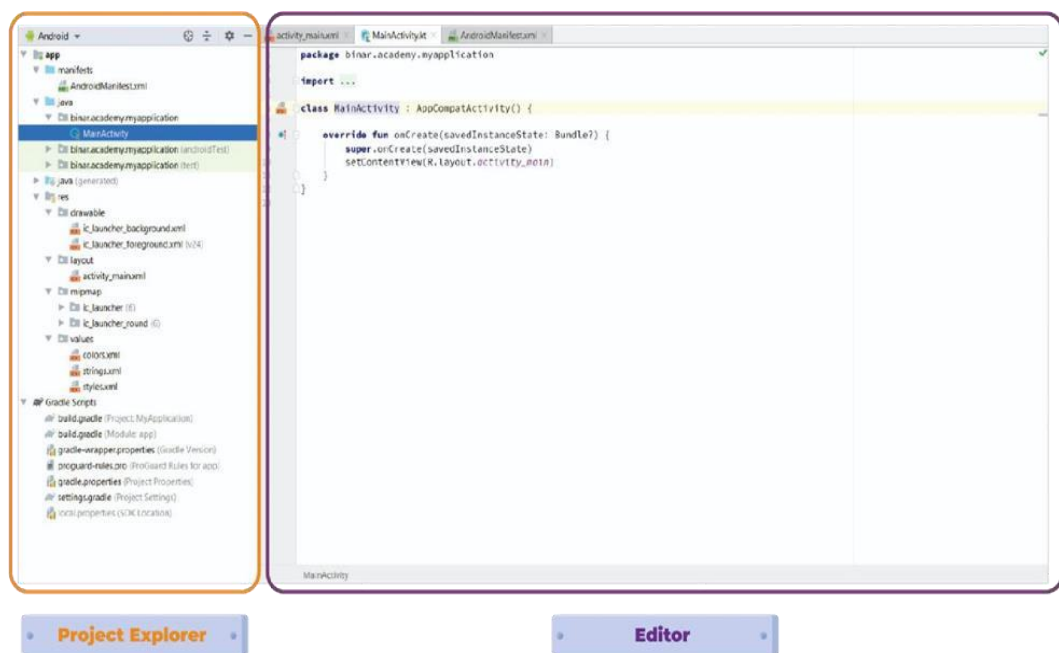 Android
app
manifests
AndroidManifest.xml
java
binar.academy.myapplication
MainActivity
binar.academy.myapplication (androidTest)
binar.academy.myapplication (test)
java (generated)
res
drawable
ic_launcher_background.xml
ic_launcher_foreground.xml (v24)
layout
activity_main.xml
mipmap
ic_launcher (6)
ic_launcher_round (6)
values
colors.xml
strings.xml
styles.xml
Gradle Scripts
build.gradle (Project: MyApplication)
build.gradle (Module: app)
gradle-wrapper.properties (Gradle Version)
proguard-rules.pro (ProGuard Rules for app)
gradle.properties (Project Properties)
settings.gradle (Project Settings)
local.properties (SDK Location)
activity_main.xml MainActivity.kt AndroidManifest.xml
package binar.academy.myapplication
import ...
class MainActivity : AppCompatActivity() {
override fun onCreate(savedInstanceState: Bundle?) {
super.onCreate(savedInstanceState)
setContentView(R.layout.activity_main)
}
}
MainActivity
Project Explorer
Editor